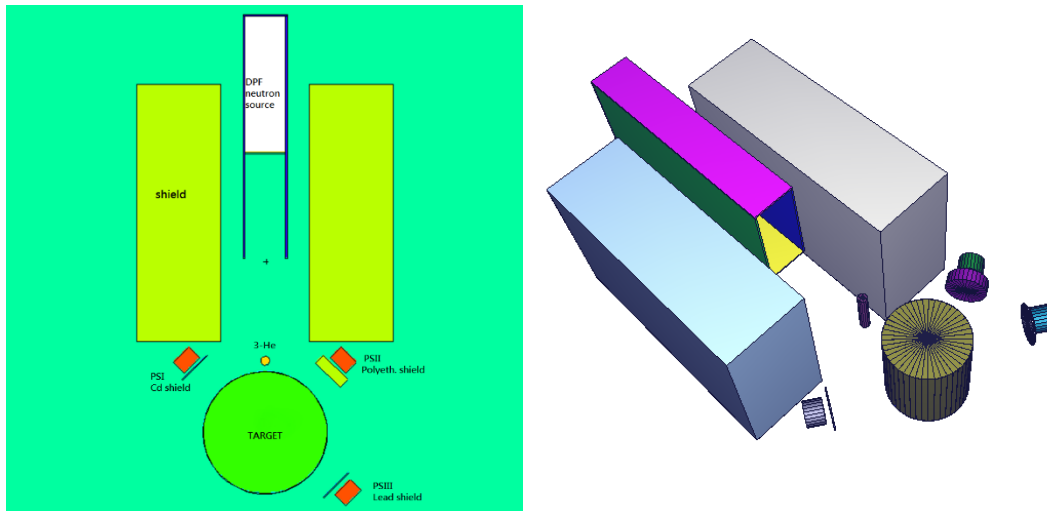 DPF
neutron
source
shield
3-He
PSI
Cd shield
PSII
Polyeth. shield
TARGET
PSIII
Lead shield